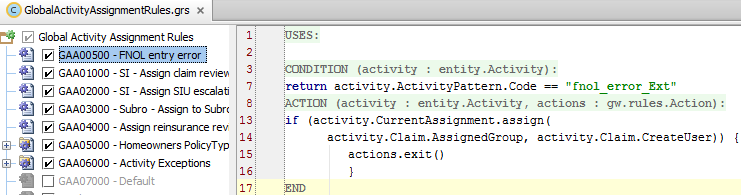 GlobalActivityAssignmentRules.grs
Global Activity Assignment Rules
GAA00500 - FNOL entry error
GAA01000 - SI - Assign claim review
GAA02000 - SI - Assign SIU escalati
GAA03000 - Subro - Assign to Subro
GAA04000 - Assign reinsurance revi
GAA05000 - Homeowners PolicyTyp
GAA06000 - Activity Exceptions
GAA07000 - Default
1 USES:
2
3 CONDITION (activity : entity.Activity):
7 return activity.ActivityPattern.Code == "fnol_error_Ext"
8 ACTION (activity : entity.Activity, actions : gw.rules.Action):
13 if (activity.CurrentAssignment.assign(
14 activity.Claim.AssignedGroup, activity.Claim.CreateUser)) {
15 actions.exit()
16 }
17 END